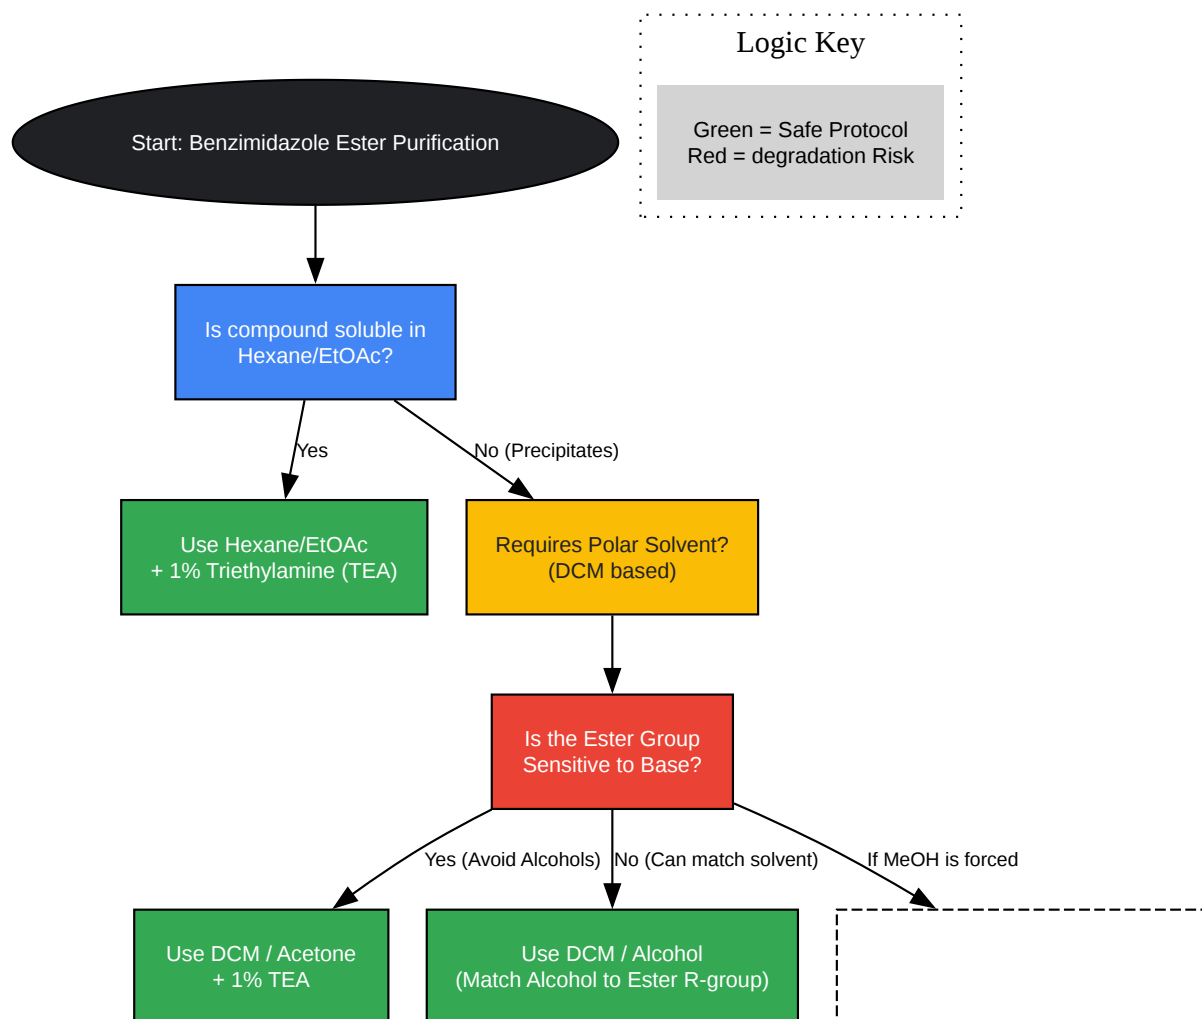 Logic Key
Green = Safe Protocol
Red = degradation Risk
Start: Benzimidazole Ester Purification
Is compound soluble in
Hexane/EtOAc?
Yes
No (Precipitates)
Use Hexane/EtOAc
+ 1% Triethylamine (TEA)
Requires Polar Solvent?
(DCM based)
Is the Ester Group
Sensitive to Base?
Yes (Avoid Alcohols)
No (Can match solvent)
If MeOH is forced
Use DCM / Acetone
+ 1% TEA
Use DCM / Alcohol
(Match Alcohol to Ester R-group)